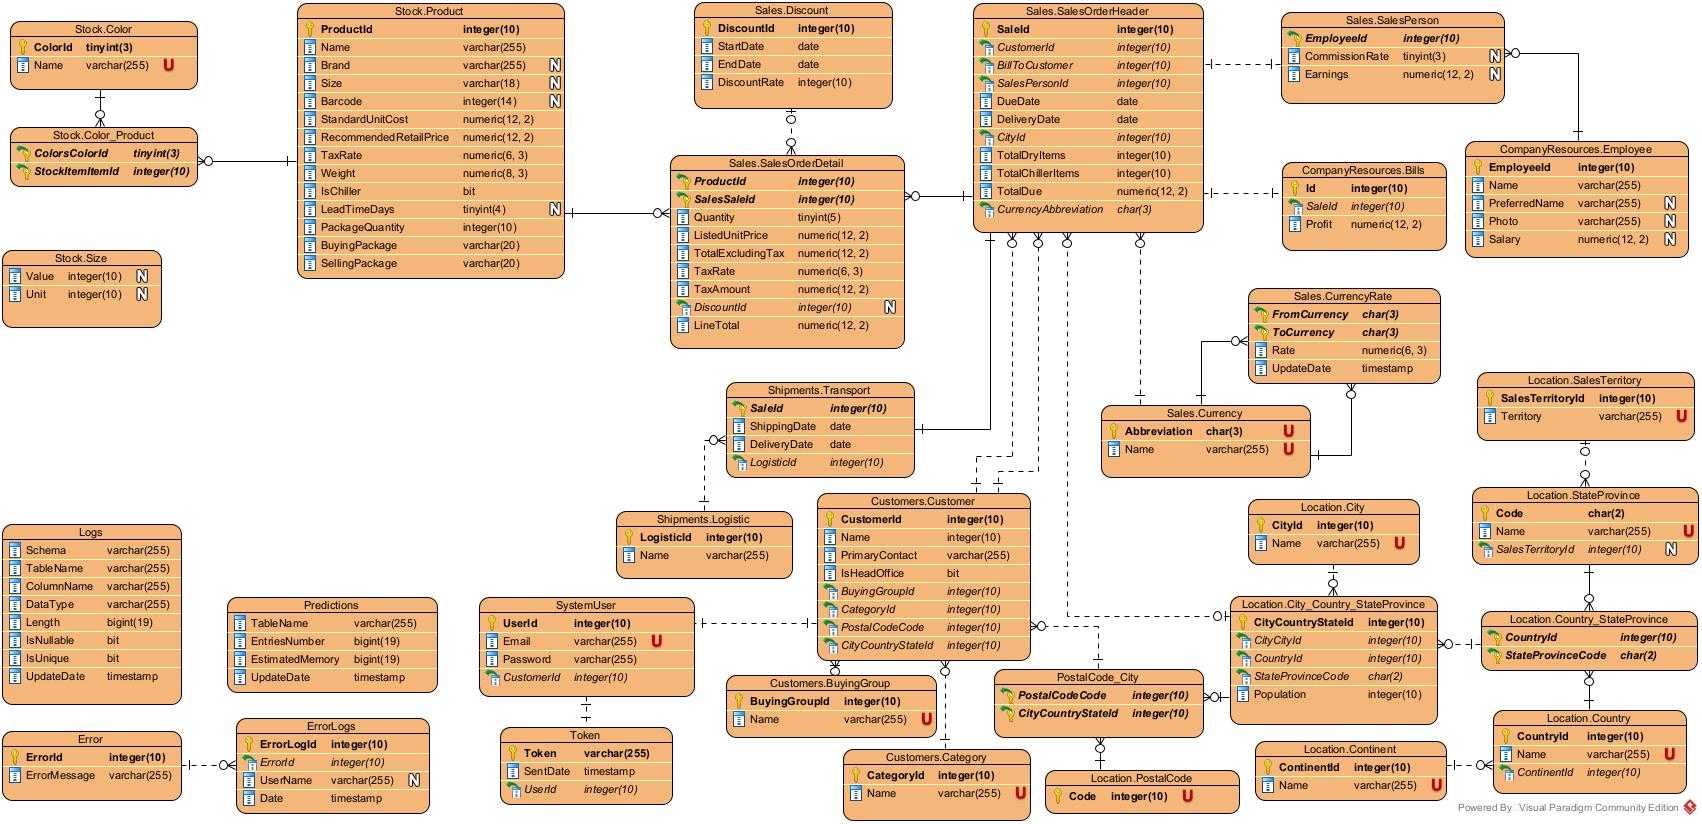 Stock.Color
ColorId tinyint(3)
Name varchar(255) U
Stock.Color_Product
ColorsColorId tinyint(3)
StockItemItemId integer(10)
Stock.Size
Value integer(10) N
Unit integer(10) N
Stock.Product
ProductId integer(10)
Name varchar(255)
Brand varchar(255) N
Size varchar(18) N
Barcode integer(14) N
StandardUnitCost numeric(12, 2)
RecommendedRetailPrice numeric(12, 2)
TaxRate numeric(6, 3)
Weight numeric(8, 3)
IsChiller bit
LeadTimeDays tinyint(4) N
PackageQuantity integer(10)
BuyingPackage varchar(20)
SellingPackage varchar(20)
Sales.Discount
DiscountId integer(10)
StartDate date
EndDate date
DiscountRate integer(10)
Sales.SalesOrderDetail
ProductId integer(10)
SalesSaleId integer(10)
Quantity tinyint(5)
ListedUnitPrice numeric(12, 2)
TotalExcludingTax numeric(12, 2)
TaxRate numeric(6, 3)
TaxAmount numeric(12, 2)
DiscountId integer(10) N
LineTotal numeric(12, 2)
Sales.SalesOrderHeader
SaleId integer(10)
CustomerId integer(10)
BillToCustomer integer(10)
SalesPersonId integer(10)
DueDate date
DeliveryDate date
CityId integer(10)
TotalDryItems integer(10)
TotalChillerItems integer(10)
TotalDue numeric(12, 2)
CurrencyAbbreviation char(3)
Sales.SalesPerson
EmployeeId integer(10)
CommissionRate tinyint(3) N
Earnings numeric(12, 2) N
CompanyResources.Employee
EmployeeId integer(10)
Name varchar(255)
PreferredName varchar(255) N
Photo varchar(255) N
Salary numeric(12, 2) N
CompanyResources.Bills
Id integer(10)
SaleId integer(10)
Profit numeric(12, 2)
Sales.CurrencyRate
FromCurrency char(3)
ToCurrency char(3)
Rate numeric(6, 3)
UpdateDate timestamp
Sales.Currency
Abbreviation char(3) U
Name varchar(255) U
Shipments.Transport
SaleId integer(10)
ShippingDate date
DeliveryDate date
LogisticId integer(10)
Shipments.Logistic
LogisticId integer(10)
Name varchar(255)
Location.SalesTerritory
SalesTerritoryId integer(10)
Territory varchar(255) U
Location.StateProvince
Code char(2)
Name varchar(255) U
SalesTerritoryId integer(10) N
Location.City
CityId integer(10)
Name varchar(255) U
Customers.Customer
CustomerId integer(10)
Name integer(10)
PrimaryContact varchar(255)
IsHeadOffice bit
BuyingGroupId integer(10)
CategoryId integer(10)
PostalCodeCode integer(10)
CityCountryStateId integer(10)
Location.City_Country_StateProvince
CityCountryStateId integer(10)
CityCityId integer(10)
CountryId integer(10)
StateProvinceCode char(2)
Population integer(10)
Location.Country_StateProvince
CountryId integer(10)
StateProvinceCode char(2)
Logs
Schema varchar(255)
TableName varchar(255)
ColumnName varchar(255)
DataType varchar(255)
Length bigint(19)
IsNullable bit
IsUnique bit
UpdateDate timestamp
Predictions
TableName varchar(255)
EntriesNumber bigint(19)
EstimatedMemory bigint(19)
UpdateDate timestamp
SystemUser
UserId integer(10)
Email varchar(255) U
Password varchar(255)
CustomerId integer(10)
Customers.BuyingGroup
BuyingGroupId integer(10)
Name varchar(255) U
PostalCode_City
PostalCodeCode integer(10)
CityCountryStateId integer(10)
Location.Country
CountryId integer(10)
Name varchar(255) U
ContinentId integer(10)
Error
ErrorId integer(10)
ErrorMessage varchar(255)
ErrorLogs
ErrorLogId integer(10)
ErrorId integer(10)
UserName varchar(255) N
Date timestamp
Token
Token varchar(255)
SentDate timestamp
UserId integer(10)
Customers.Category
CategoryId integer(10)
Name varchar(255) U
Location.PostalCode
Code integer(10) U
Location.Continent
ContinentId integer(10)
Name varchar(255) U
Powered By Visual Paradigm Community Edition